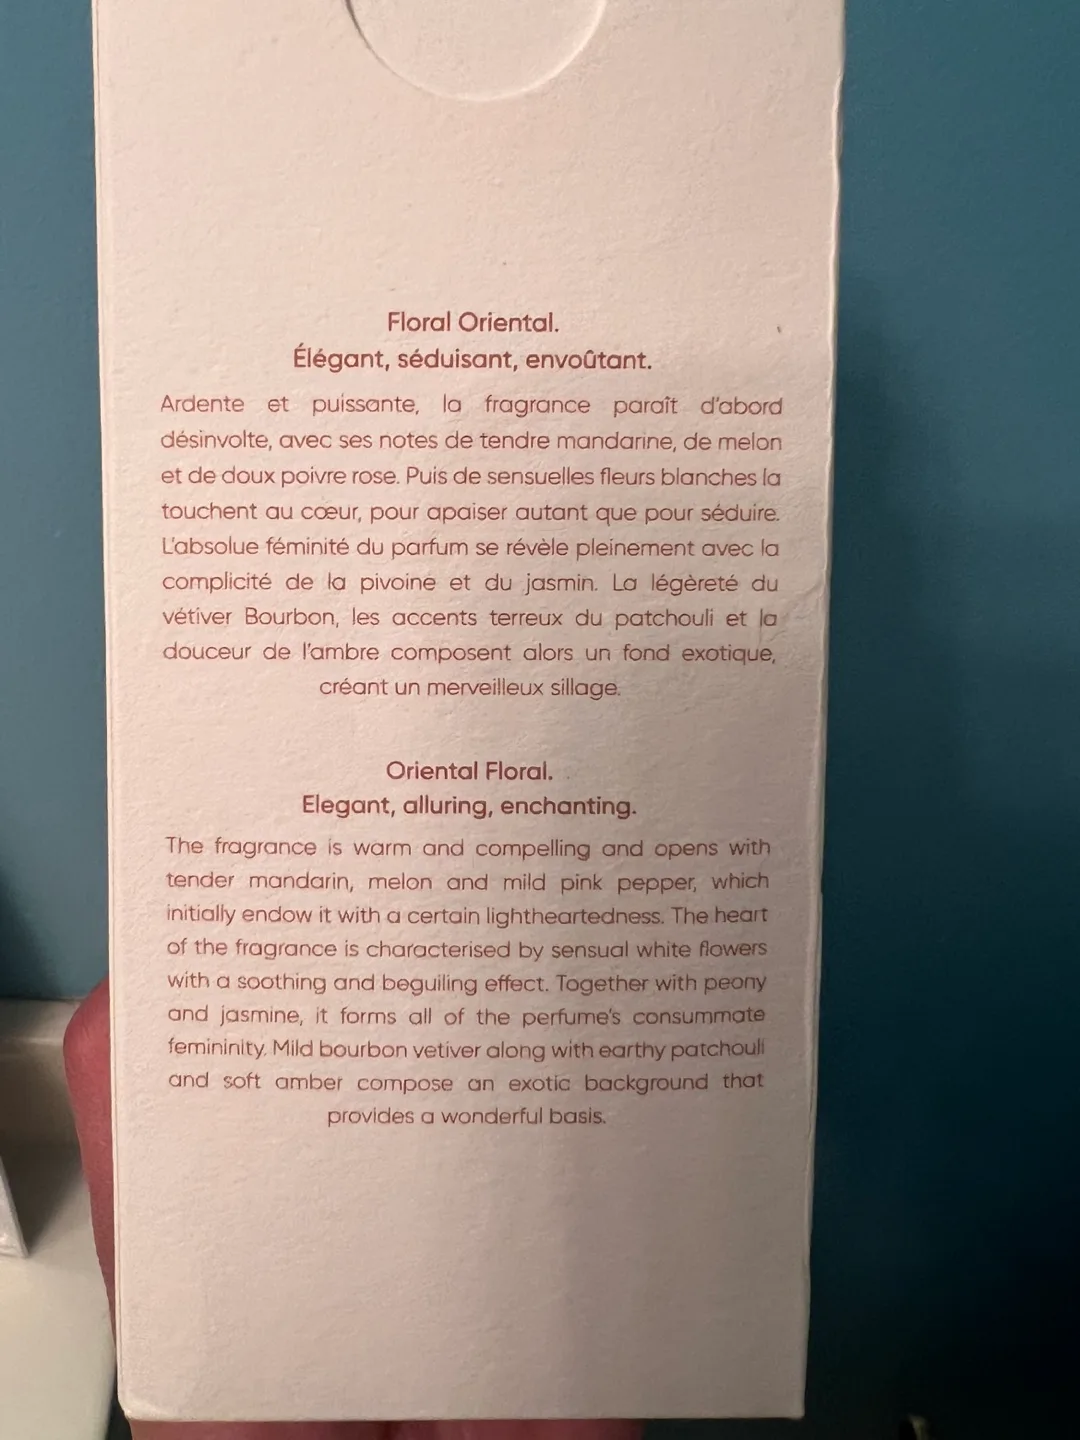 Floral Oriental.
Élégant, séduisant, envoûtant.
Ardente et puissante, la fragrance paraît d'abord
désinvolte, avec ses notes de tendre mandarine, de melon
et de doux poivre rose. Puis de sensuelles fleurs blanches la
touchent au cœur, pour apaiser autant que pour séduire.
L'absolue féminité du parfum se révèle pleinement avec la
complicité de la pivoine et du jasmin. La légèreté du
vétiver Bourbon, les accents terreux du patchouli et la
douceur de l'ambre composent alors un fond exotique,
créant un merveilleux sillage.
Oriental Floral.
Elegant, alluring, enchanting.
The fragrance is warm and compelling and opens with
tender mandarin, melon and mild pink pepper, which
initially endow it with a certain lightheartedness. The heart
of the fragrance is characterised by sensual white flowers
with a soothing and beguiling effect. Together with peony
and jasmine, it forms all of the perfume's consummate
femininity. Mild bourbon vetiver along with earthy patchouli
and soft amber compose an exotic background that
provides a wonderful basis.